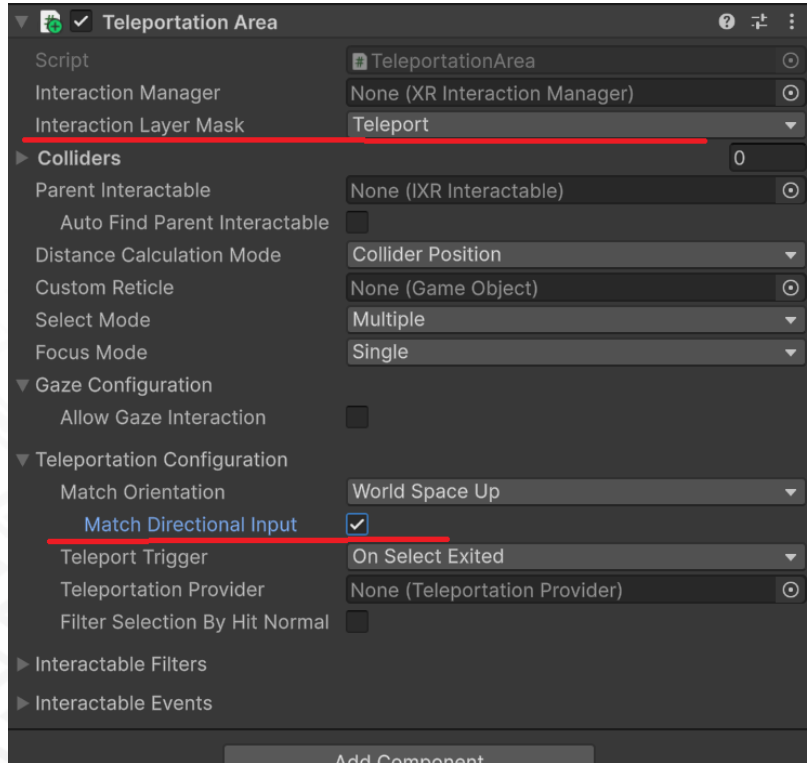 Teleportation Area
Script TeleportationArea
Interaction Manager None (XR Interaction Manager)
Interaction Layer Mask Teleport
Colliders 0
Parent Interactable None (IXR Interactable)
Auto Find Parent Interactable
Distance Calculation Mode Collider Position
Custom Reticle None (Game Object)
Select Mode Multiple
Focus Mode Single
Gaze Configuration
Allow Gaze Interaction
Teleportation Configuration
Match Orientation World Space Up
Match Directional Input
Teleport Trigger On Select Exited
Teleportation Provider None (Teleportation Provider)
Filter Selection By Hit Normal
Interactable Filters
Interactable Events
Add Component